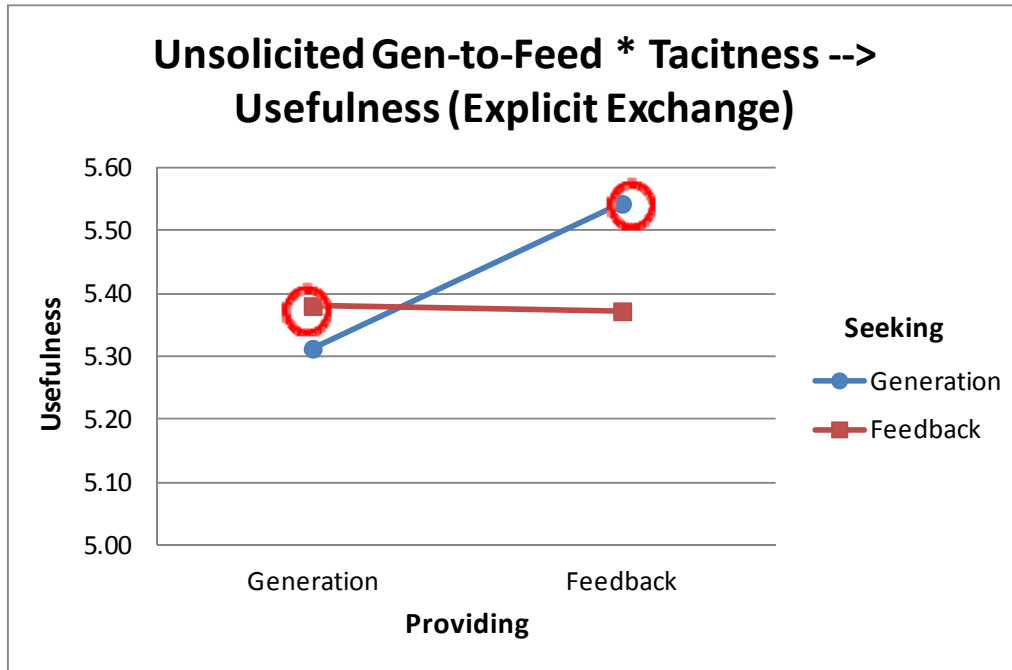 Unsolicited Gen-to-Feed * Tacitness -->
Usefulness (Explicit Exchange)
5.60
5.50
5.40
5.30
5.20
5.10
5.00
Usefulness
Generation
Feedback
Providing
Seeking
Generation
Feedback